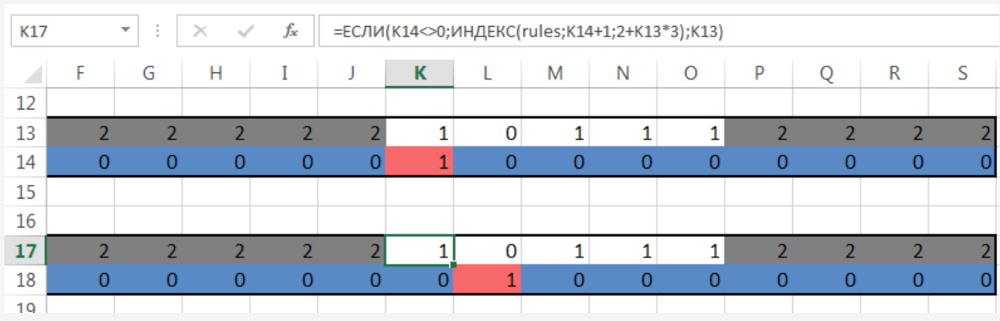 K17 fx =ЕСЛИ(K14<>0;ИНДЕКС(rules;K14+1;2+K13*3);K13)
F G H I J K L M N O P Q R S
12
13 2 2 2 2 2 1 0 1 1 1 2 2 2 2
14 0 0 0 0 0 1 0 0 0 0 0 0 0 0
15
16
17 2 2 2 2 2 1 0 1 1 1 2 2 2 2
18 0 0 0 0 0 0 1 0 0 0 0 0 0 0
19